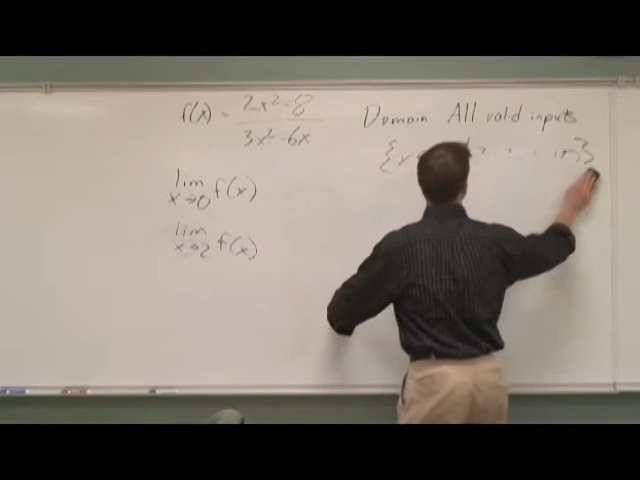 f(x) = 2x²-8 / 3x²-6x
lim x→0 f(x)
lim x→2 f(x)
Domain. All valid inputs.